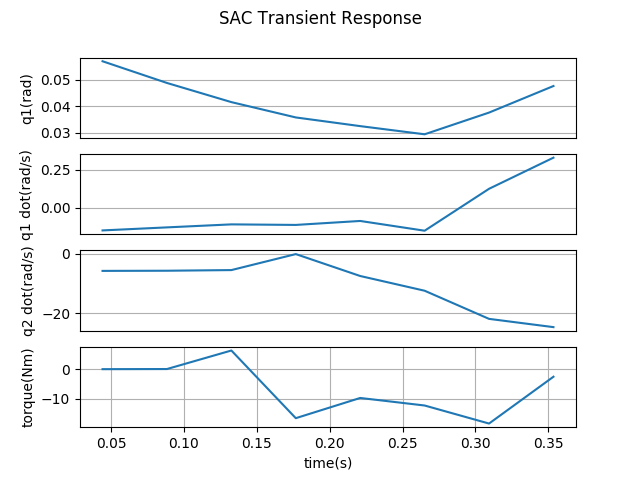 SAC Transient Response
q1(rad)
0.05
0.04
0.03
q1 dot(rad/s)
0.25
0.00
q2 dot(rad/s)
0
−20
torque(Nm)
0
−10
0.05 0.10 0.15 0.20 0.25 0.30 0.35
time(s)